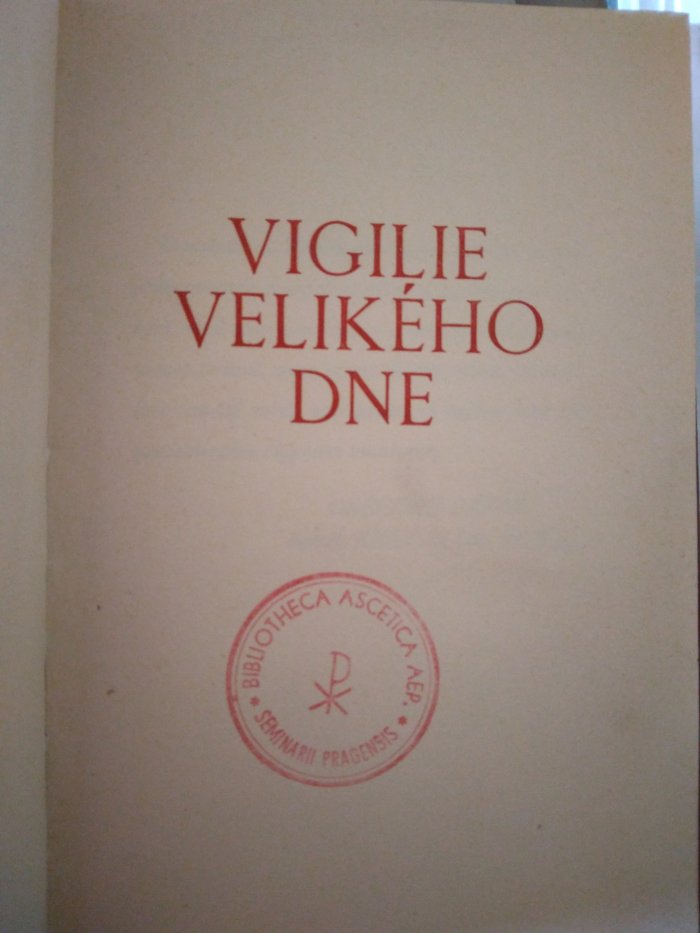 VIGILIE
VELIKÉHO
DNE
BIBLIOTHECA ASCETICA AEP.
* SEMINARII PRAGENSIS *